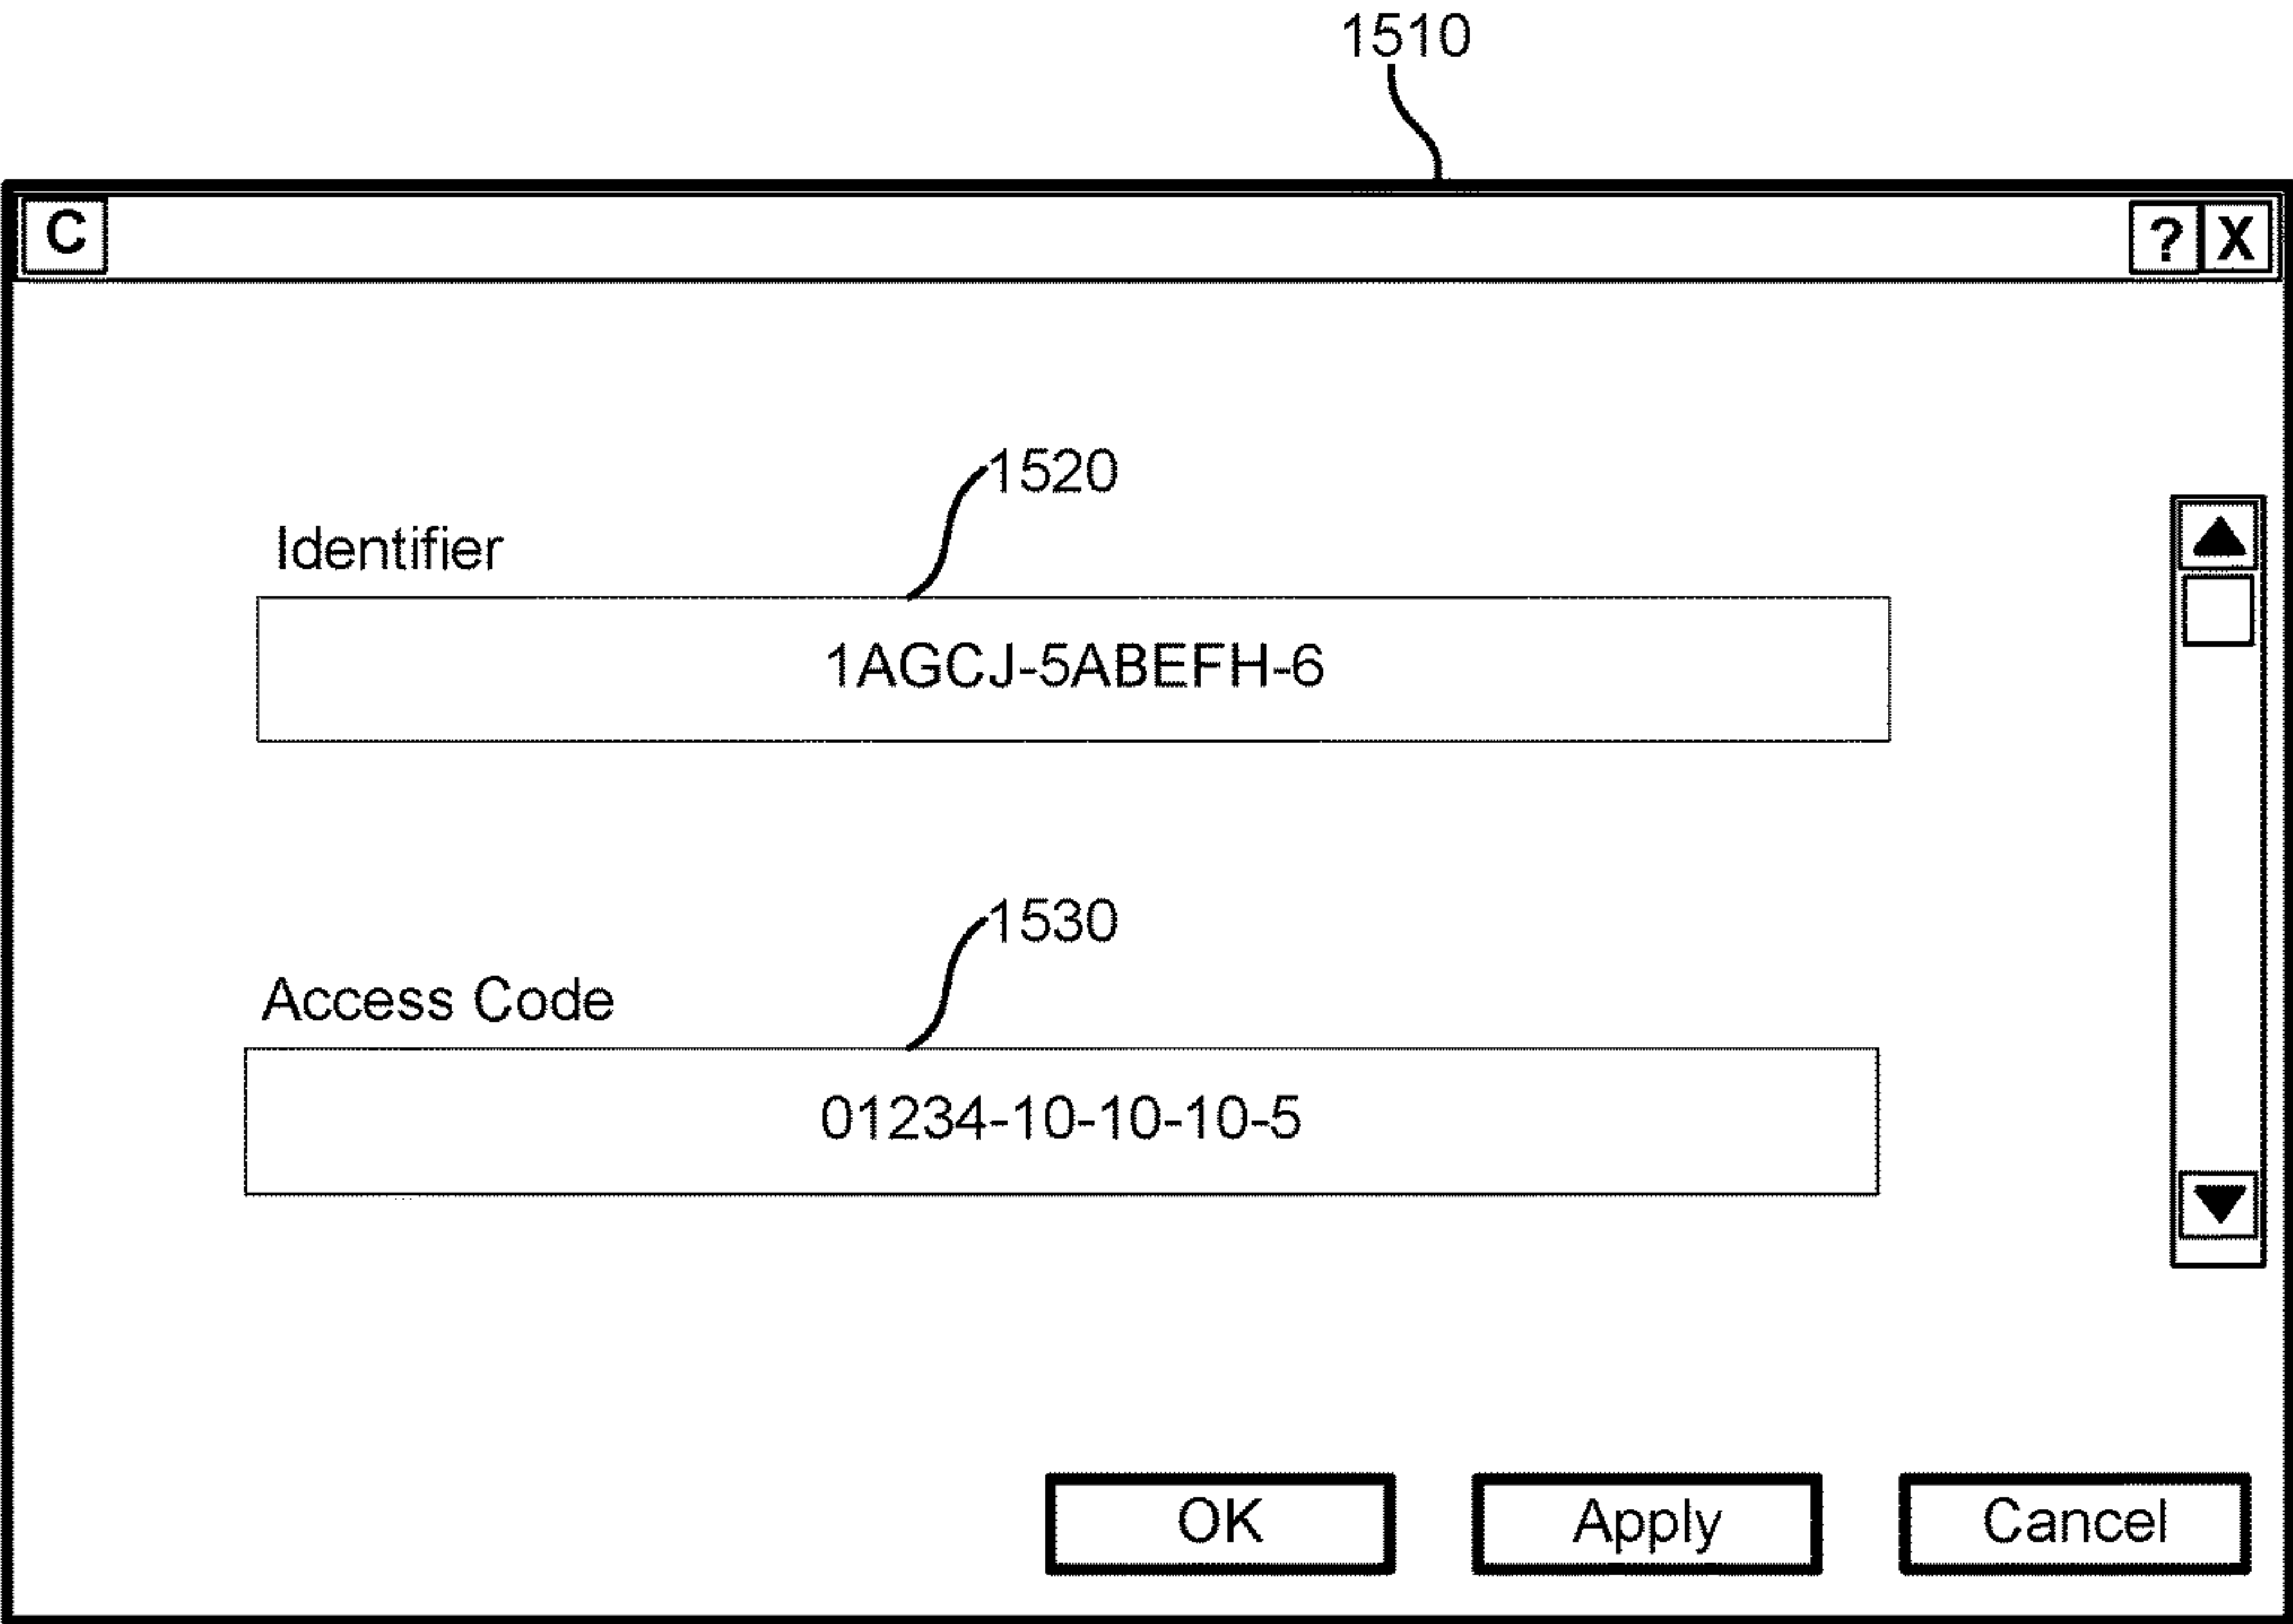 1510
C ? X
1520
Identifier
1AGCJ-5ABEFH-6
1530
Access Code
01234-10-10-10-5
OK Apply Cancel